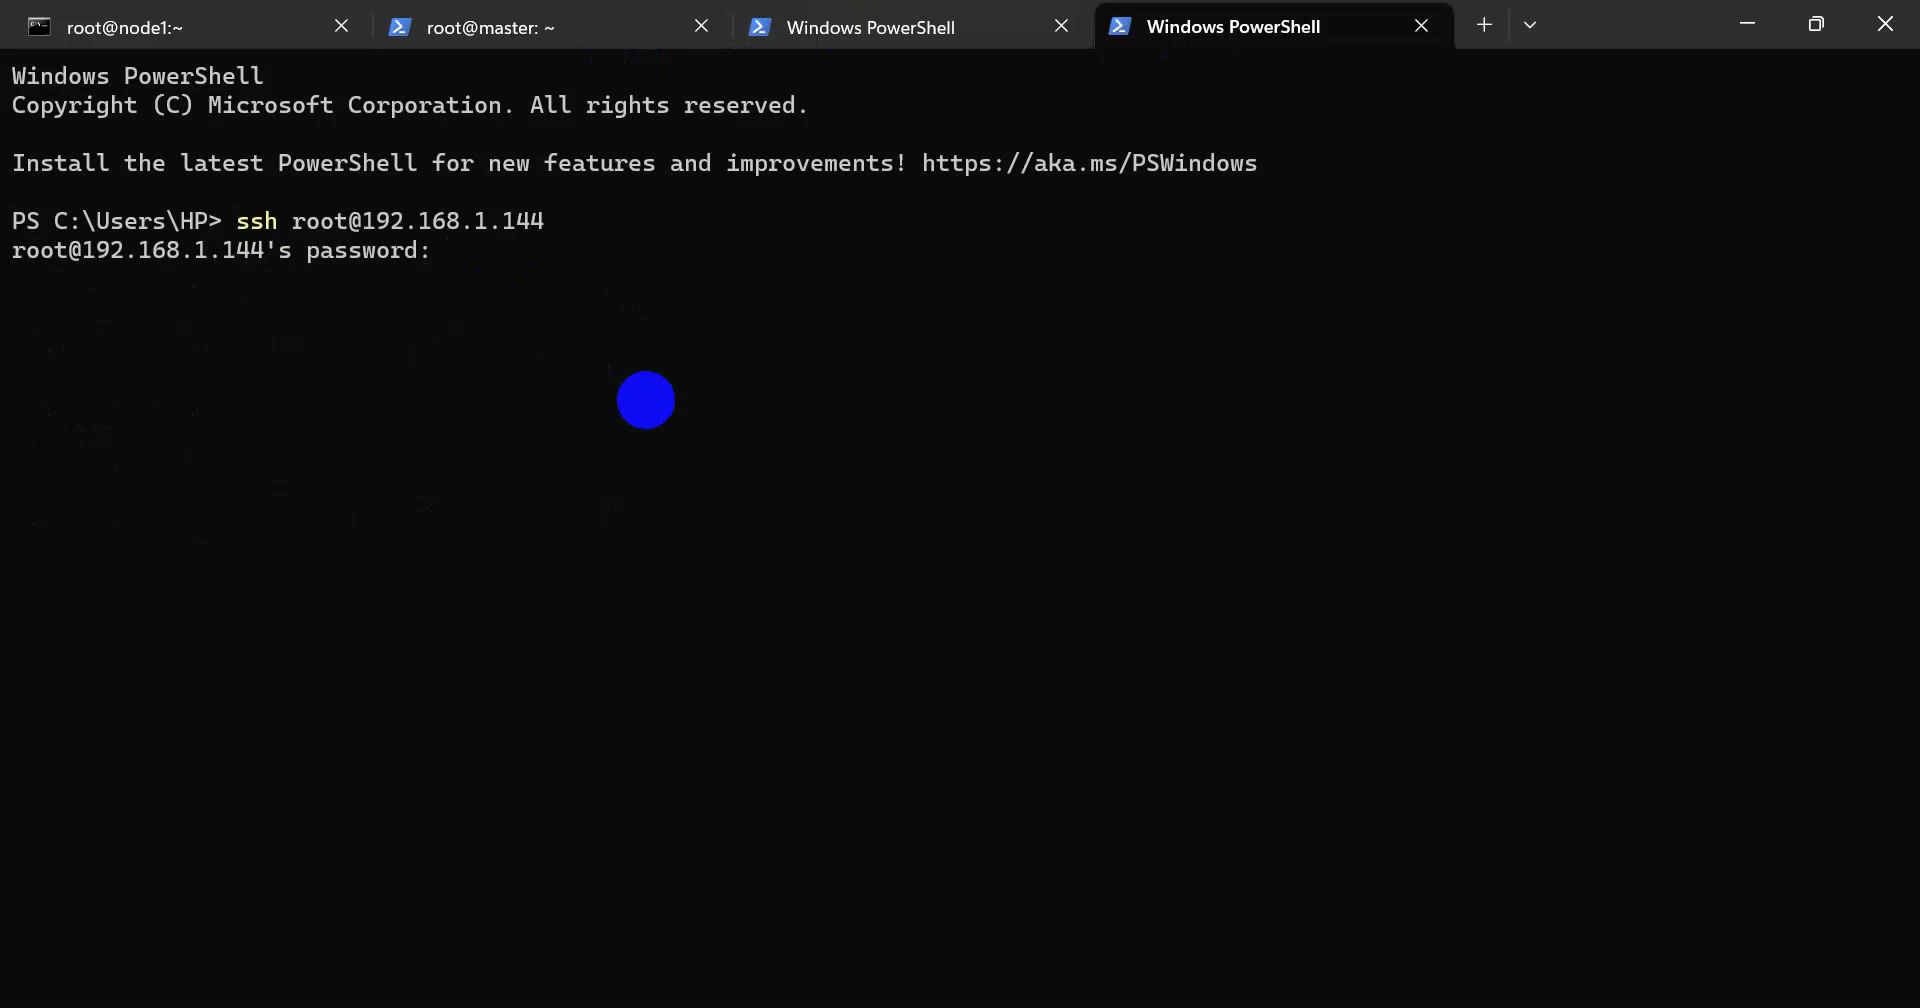 root@node1:~
root@master: ~
Windows PowerShell
Windows PowerShell
Windows PowerShell
Copyright (C) Microsoft Corporation. All rights reserved.
Install the latest PowerShell for new features and improvements! https://aka.ms/PSWindows
PS C:\Users\HP> ssh root@192.168.1.144
root@192.168.1.144's password: